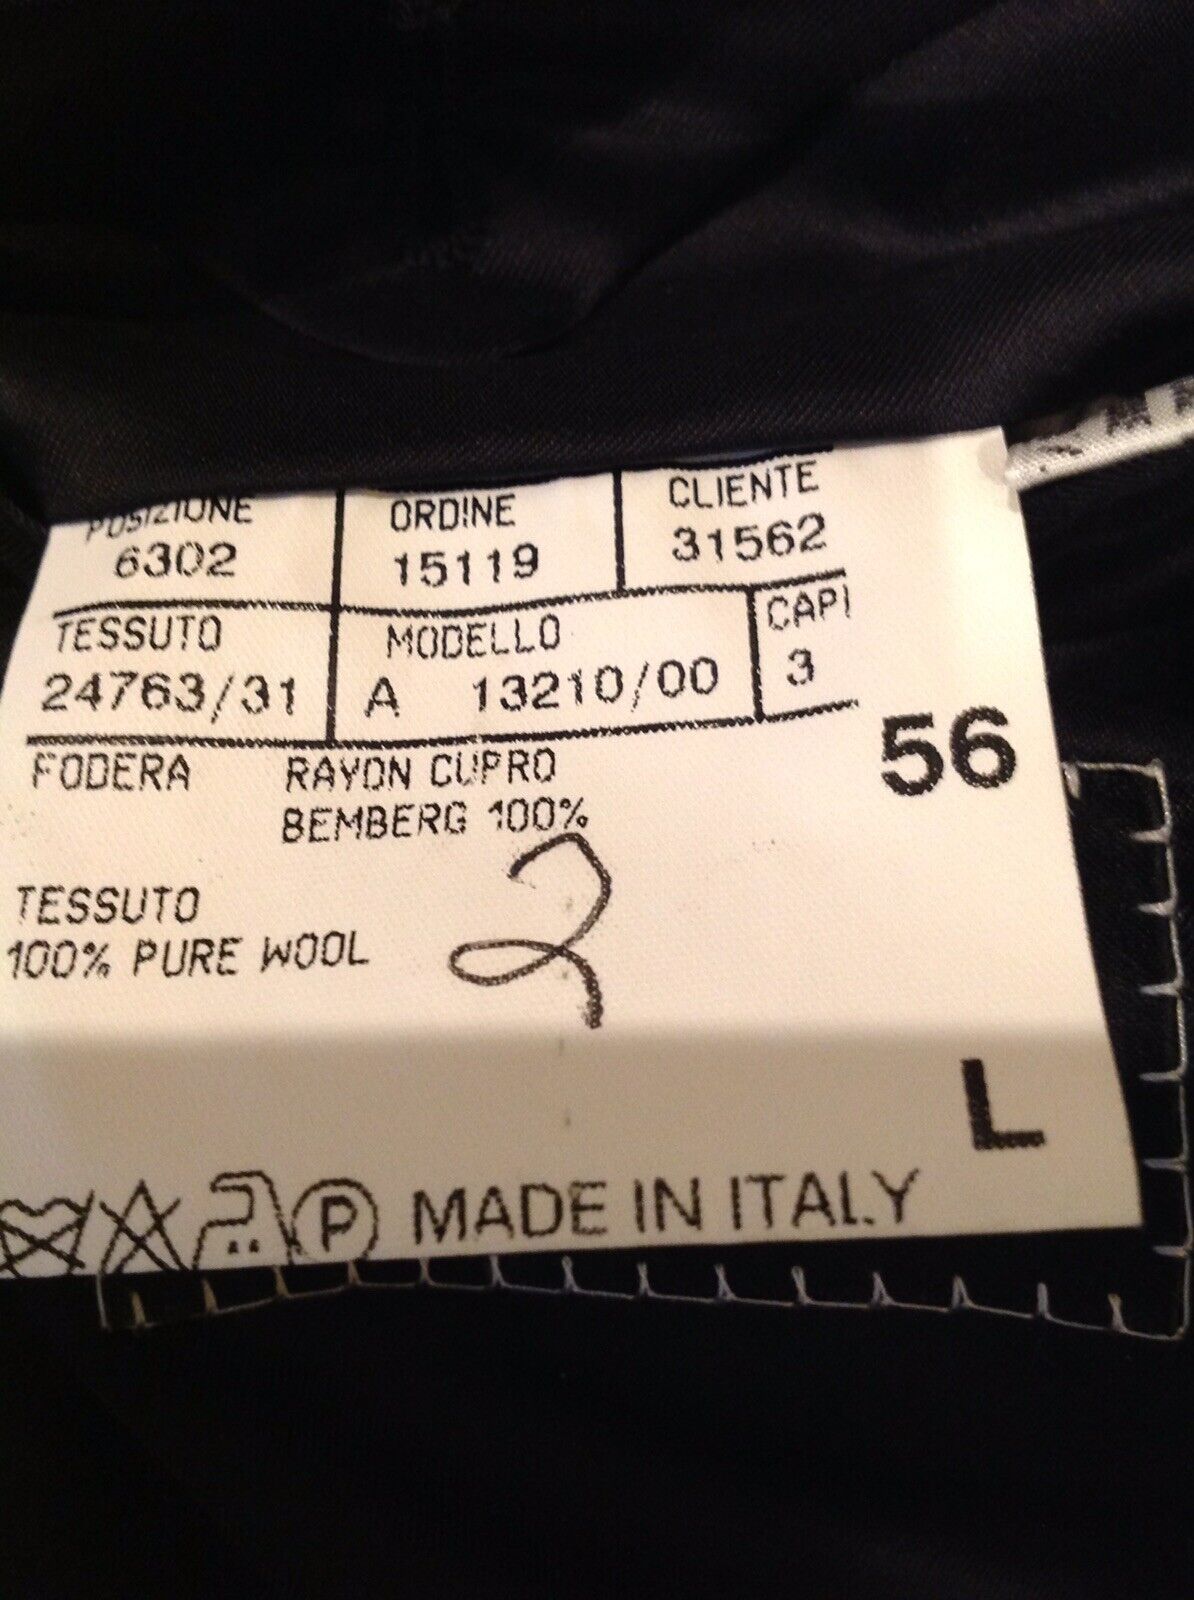 POSIZIONE ORDINE CLIENTE
6302 15119 31562
TESSUTO MODELLO CAPI
24763/31 A 13210/00 3
56
FODERA RAYON CUPRO
BEMBERG 100%
TESSUTO
100% PURE WOOL
2
L
P MADE IN ITALY